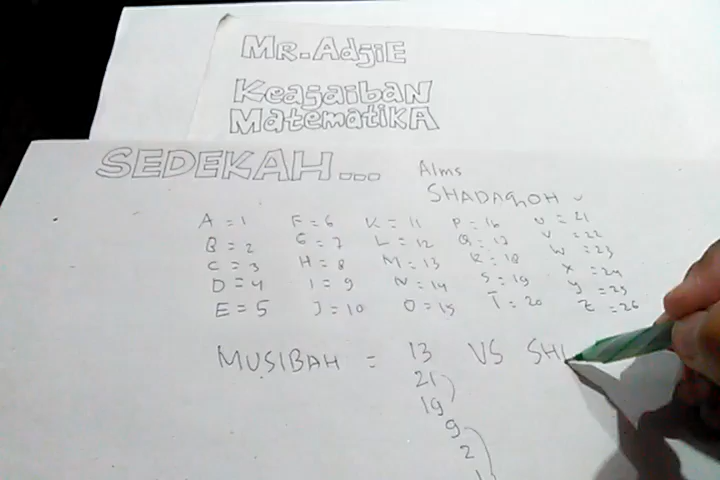 MR. AdjiE
KeajaibaN
MatematiKA
SEDEKAH...
Alms
SHADAqOH
A = 1 F = 6 K = 11 P = 16 U = 21
B = 2 G = 7 L = 12 Q = 17 V = 22
C = 3 H = 8 M = 13 R = 18 W = 23
D = 4 I = 9 N = 14 S = 19 X = 24
E = 5 J = 10 O = 15 T = 20 Y = 25
Z = 26
MUSIBAH = 13 VS SH
21
19
9
2
1